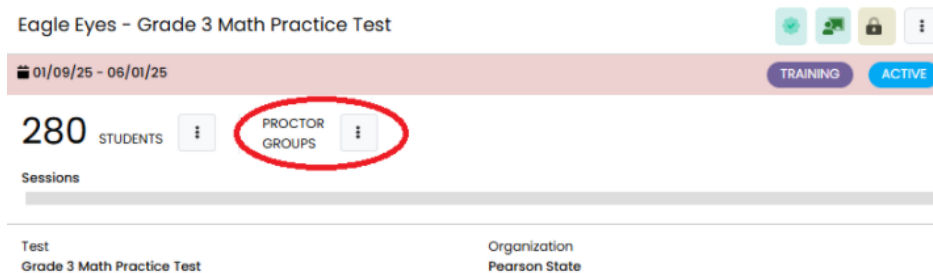 Eagle Eyes - Grade 3 Math Practice Test
01/09/25 - 06/01/25
TRAINING
ACTIVE
280 STUDENTS
PROCTOR
GROUPS
Sessions
Test
Organization
Grade 3 Math Practice Test
Pearson State